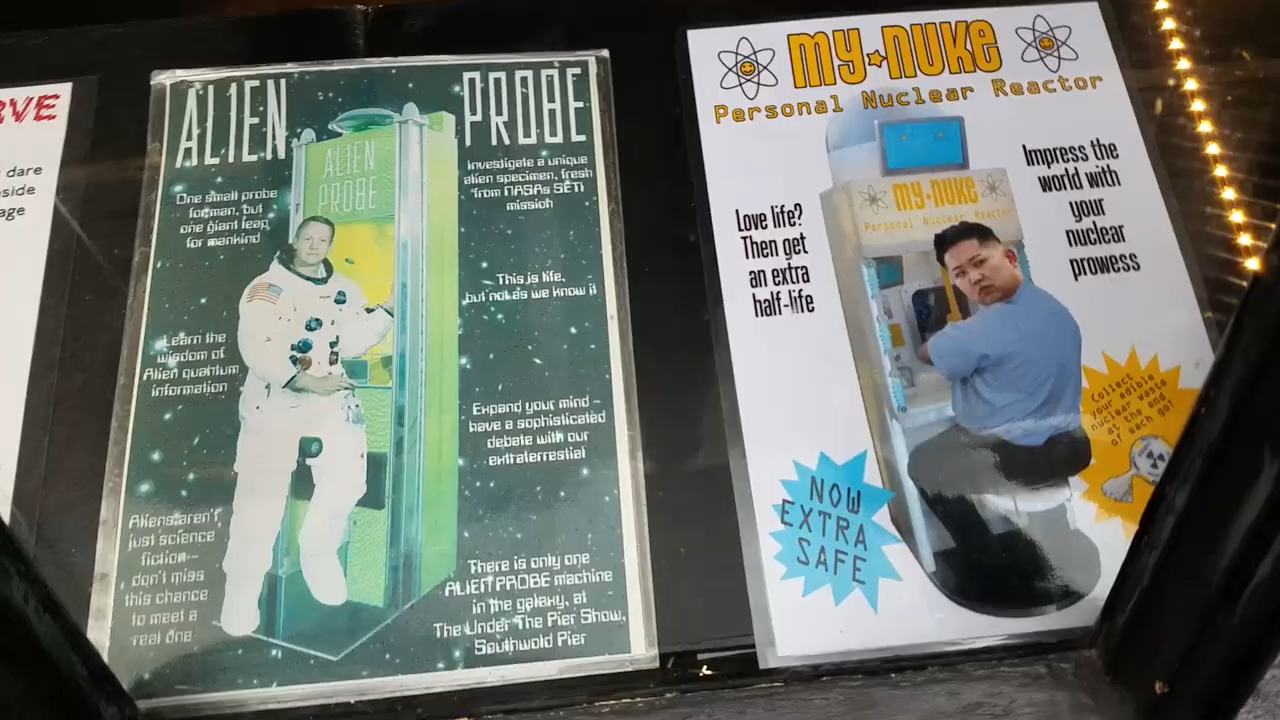 RVE
dare
side
age
ALIEN PROBE
One small probe
for man, but
one giant leap
for mankind
ALIEN
PROBE
Investigate a unique
alien specimen, fresh
from NASAs SETI
mission
This is life,
but not as we know it
Learn the
wisdom of
Alien quantum
information
Expand your mind -
have a sophisticated
debate with our
extraterrestial
Aliens aren't
just science
fiction -
don't miss
this chance
to meet a
real one
There is only one
ALIEN PROBE machine
in the galaxy, at
The Under The Pier Show,
Southwold Pier
my nuke
Personal Nuclear Reactor
Love life?
Then get
an extra
half-life
my nuke
Personal Nuclear Reactor
Impress the
world with
your
nuclear
prowess
NOW
EXTRA
SAFE
Collect
your edible
nuclear waste
at the end
of each go!